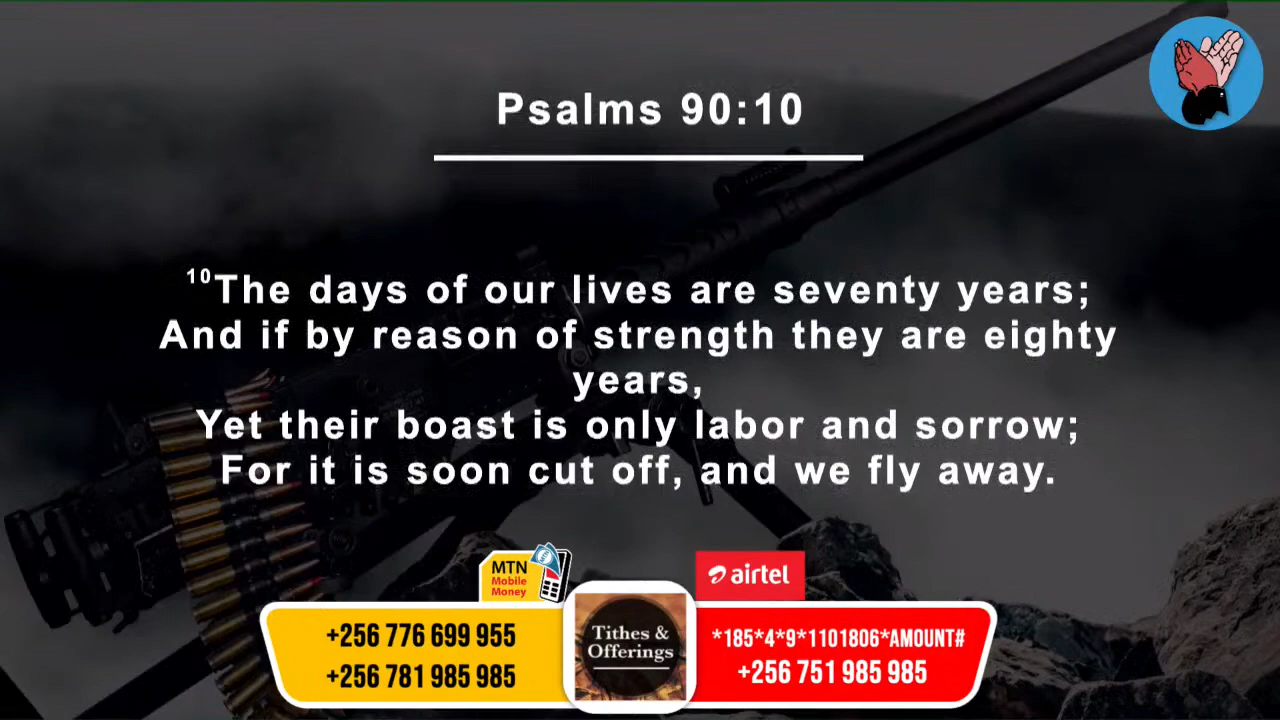 Psalms 90:10
10The days of our lives are seventy years;
And if by reason of strength they are eighty
years,
Yet their boast is only labor and sorrow;
For it is soon cut off, and we fly away.
MTN
Mobile
Money
airtel
+256 776 699 955
+256 781 985 985
Tithes &
Offerings
*185*4*9*1101806*AMOUNT#
+256 751 985 985